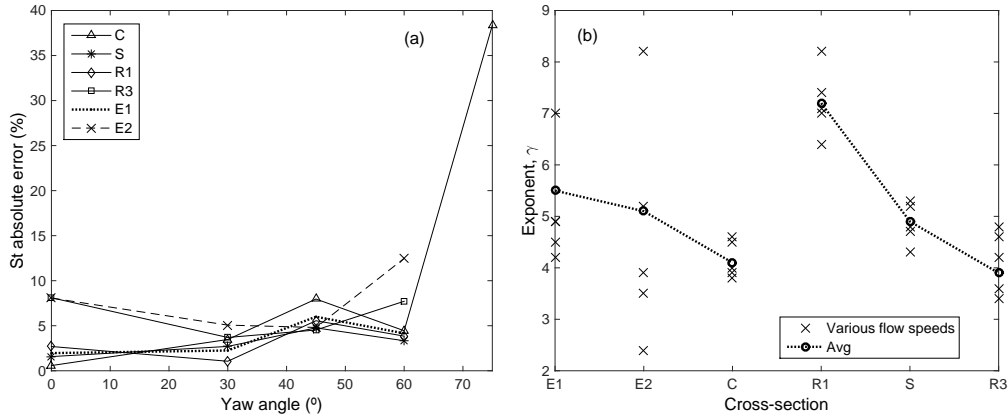 (a)
C
S
R1
R3
E1
E2
40
35
30
25
20
15
10
5
0
St absolute error (%)
0 10 20 30 40 50 60 70
Yaw angle (º)
(b)
9
8
7
6
5
4
3
2
Exponent, γ
Various flow speeds
Avg
E1 E2 C R1 S R3
Cross-section